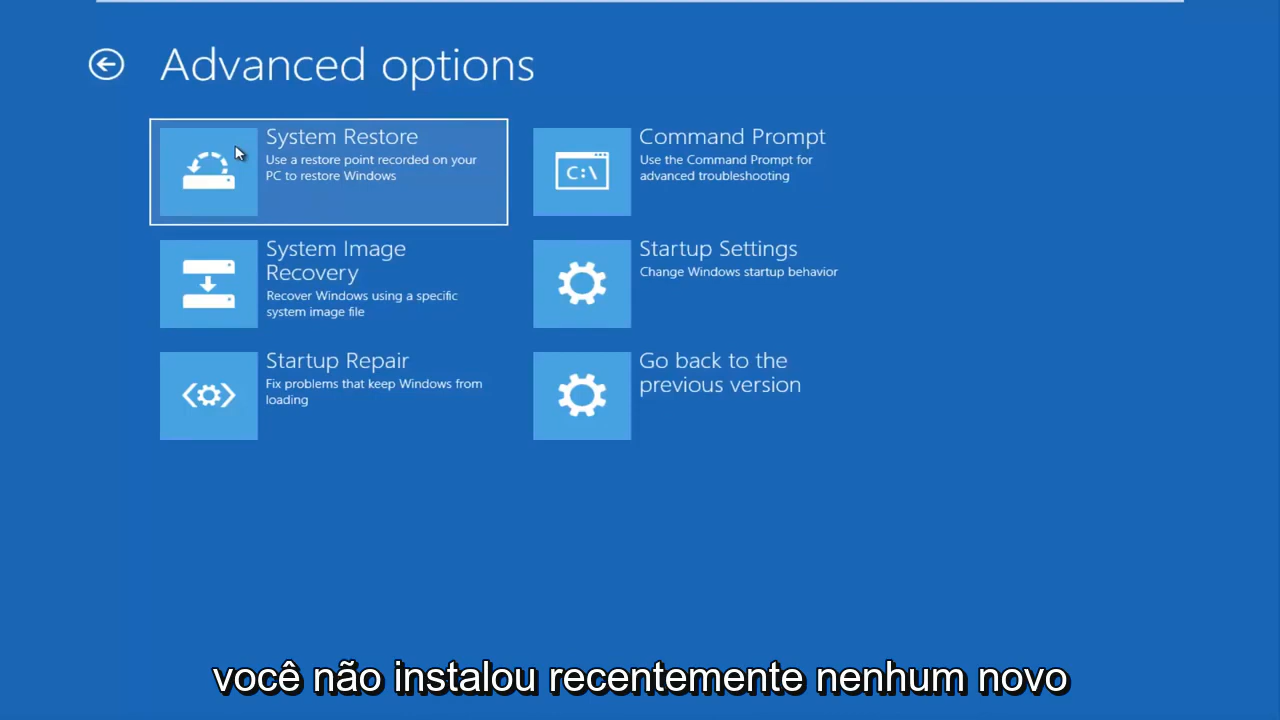 Advanced options
System Restore
Use a restore point recorded on your
PC to restore Windows
System Image
Recovery
Recover Windows using a specific
system image file
Startup Repair
Fix problems that keep Windows from
loading
Command Prompt
Use the Command Prompt for
advanced troubleshooting
C:\
Startup Settings
Change Windows startup behavior
Go back to the
previous version
você não instalou recentemente nenhum novo